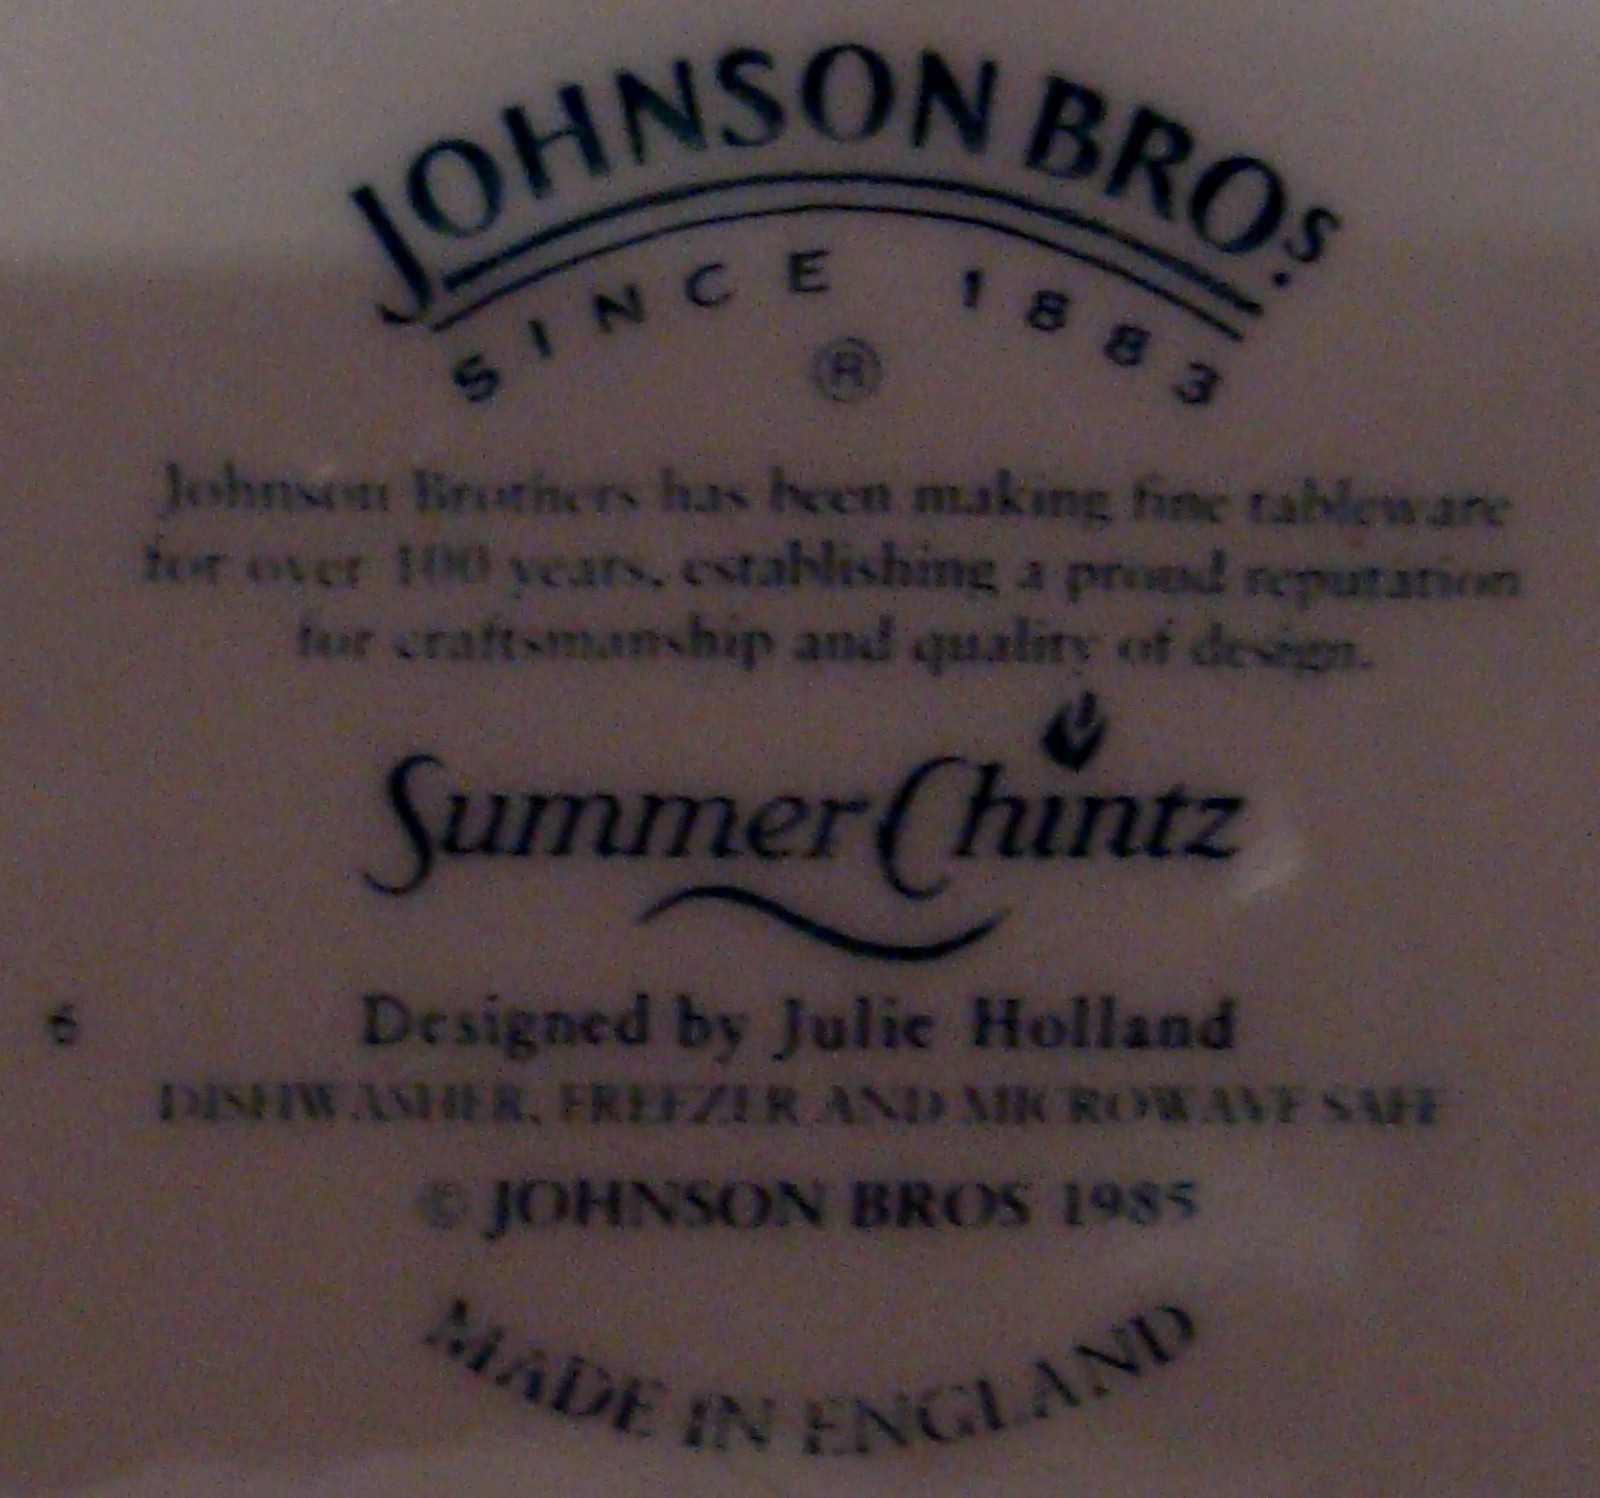 JOHNSON BROS.
SINCE 1883
®
Johnson Brothers has been making fine tableware
for over 100 years, establishing a proud reputation
for craftsmanship and quality of design.
Summer Chintz
Designed by Julie Holland
6
DISHWASHER, FREEZER AND MICROWAVE SAFE
© JOHNSON BROS 1985
MADE IN ENGLAND